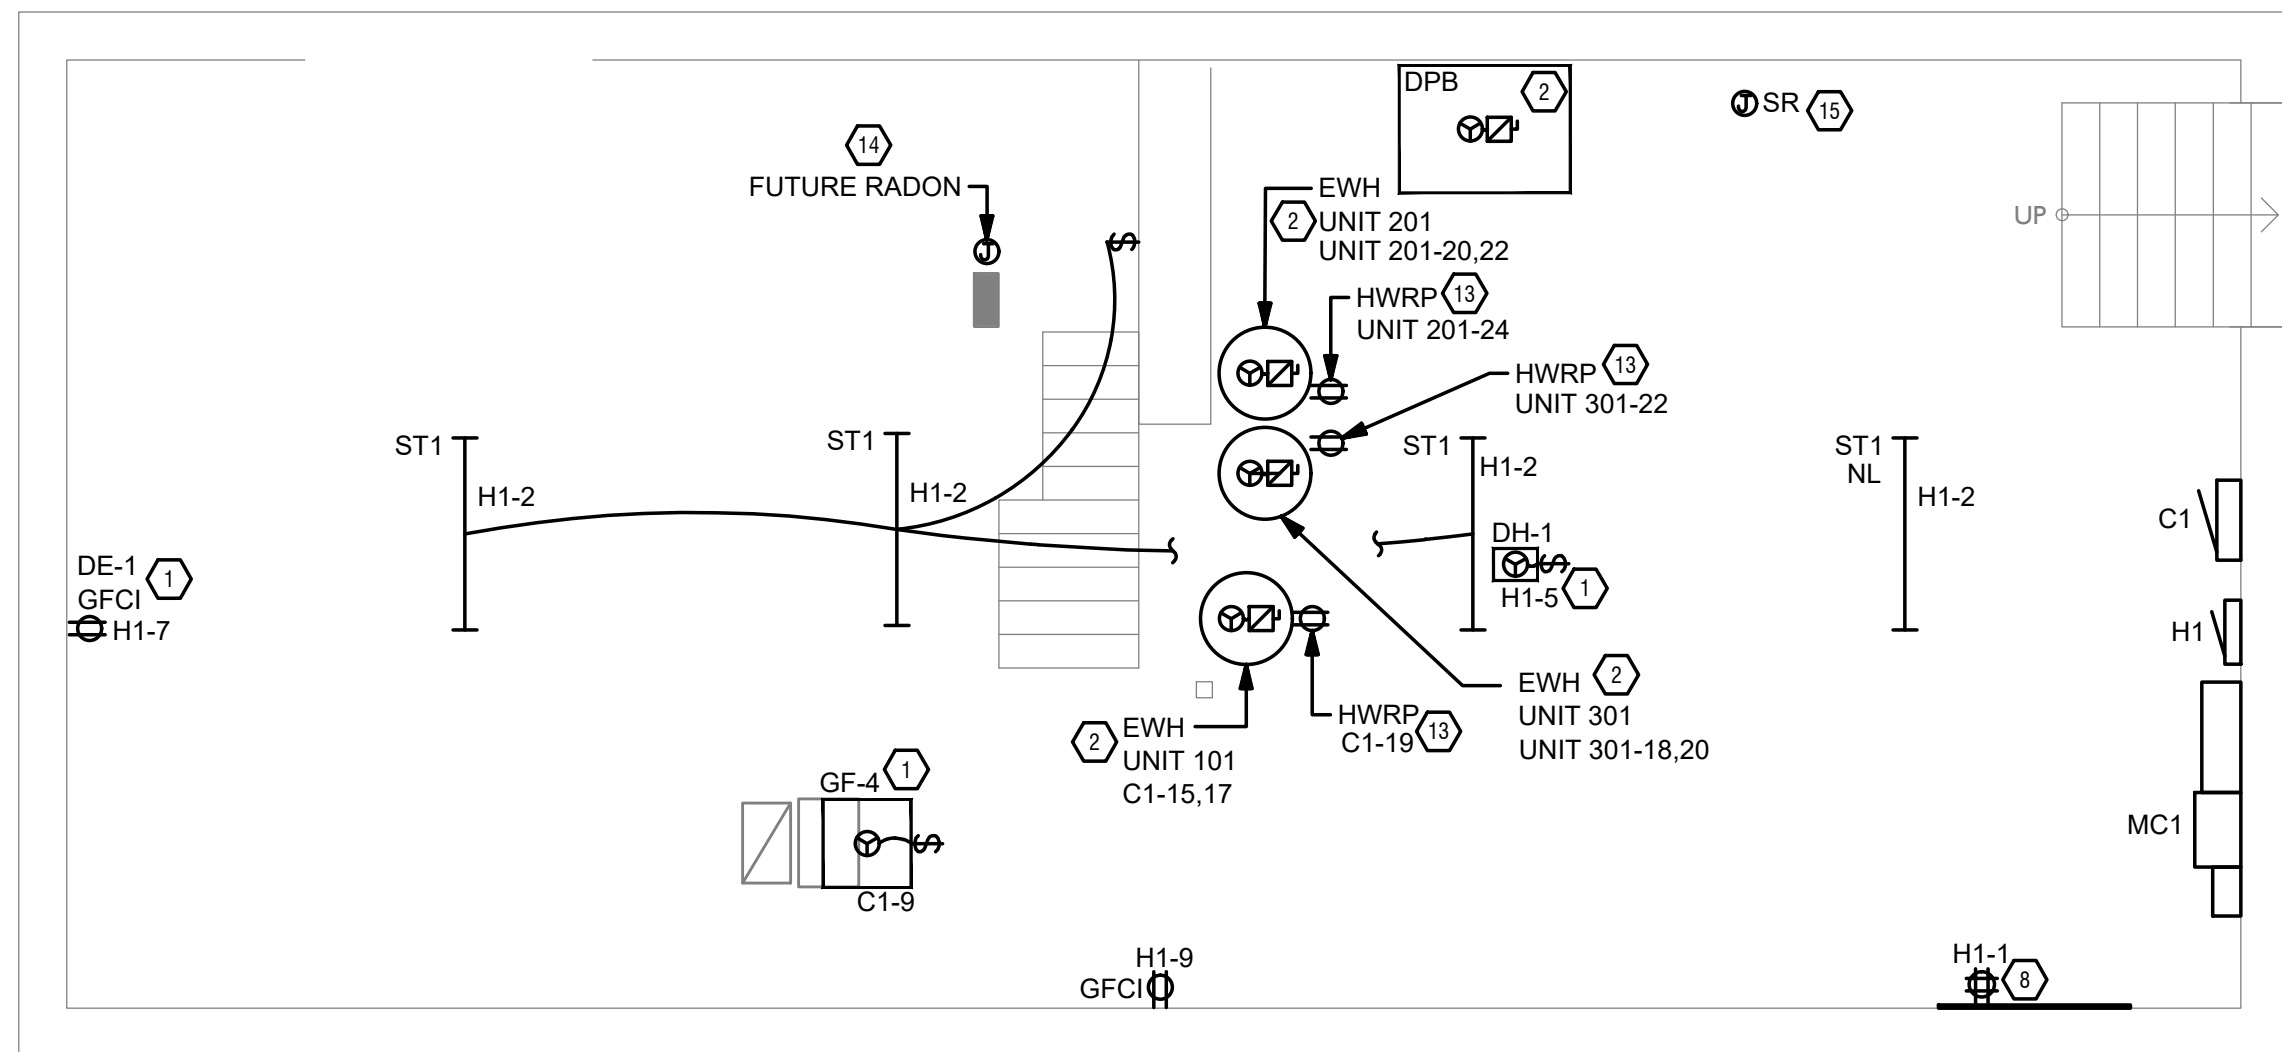 DPB
2
J SR
15
14
FUTURE RADON
J
EWH
2 UNIT 201
UNIT 201-20,22
UP
HWRP 13
UNIT 201-24
HWRP 13
UNIT 301-22
ST1
H1-2
ST1
H1-2
ST1
H1-2
ST1
NL
H1-2
C1
DH-1
H1-5
1
DE-1
GFCI
1
H1-7
H1
EWH 2
UNIT 301
UNIT 301-18,20
HWRP
C1-19 13
2 EWH
UNIT 101
C1-15,17
GF-4 1
C1-9
MC1
H1-9
GFCI
H1-1
8